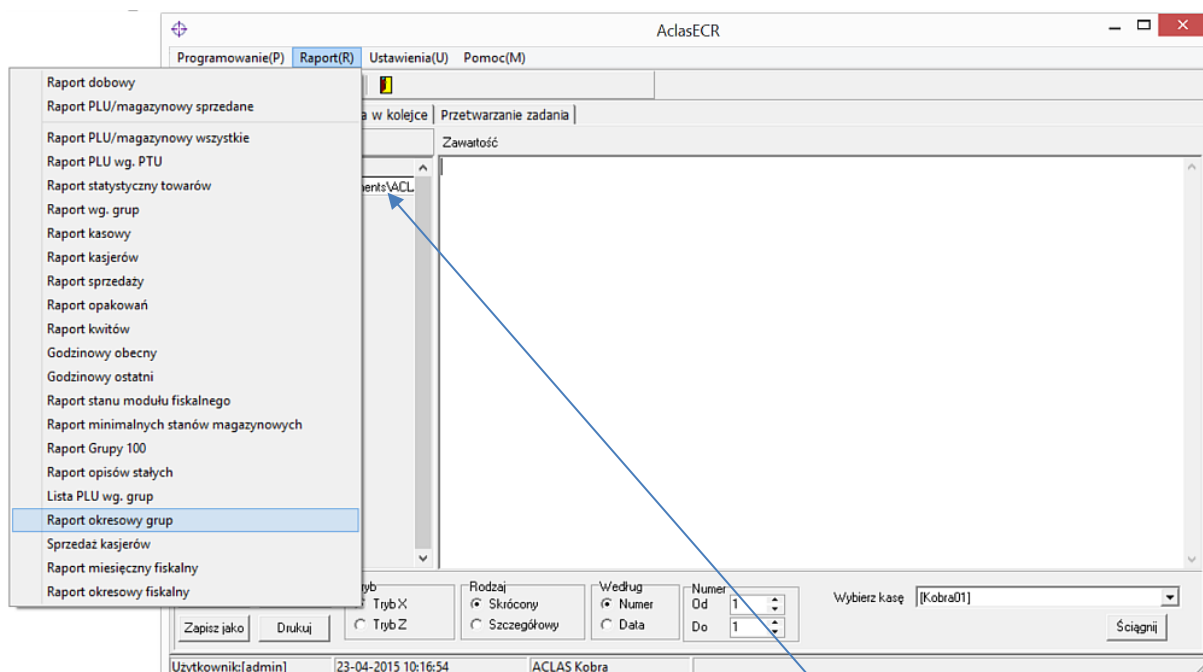 AclasECR
Programowanie(P) Raport(R) Ustawienia(U) Pomoc(M)
Raport dobowy
Raport PLU/magazynowy sprzedane
Raport PLU/magazynowy wszystkie
Raport PLU wg. PTU
Raport statystyczny towarów
Raport wg. grup
Raport kasowy
Raport kasjerów
Raport sprzedaży
Raport opakowań
Raport kwitów
Godzinowy obecny
Godzinowy ostatni
Raport stanu modułu fiskalnego
Raport minimalnych stanów magazynowych
Raport Grupy 100
Raport opisów stałych
Lista PLU wg. grup
Raport okresowy grup
Sprzedaż kasjerów
Raport miesięczny fiskalny
Raport okresowy fiskalny
a w kolejce Przetwarzanie zadania
Zawartość
ents\ACL
Zapisz jako Drukuj
yb
Tryb X
Tryb Z
Rodzaj
Skrócony
Szczegółowy
Według
Numer
Data
Numer
Od 1
Do 1
Wybierz kasę [Kobra01]
Ściągnij
Użytkownik:[admin] 23-04-2015 10:16:54 ACLAS Kobra